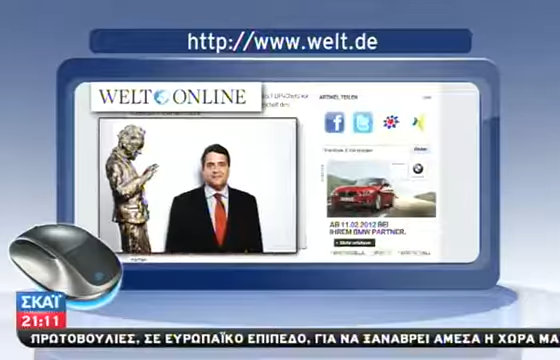 http://www.welt.de
WELT ONLINE
ARTIKEL TEILEN
AB 11.02.2012 BEI
IHREM BMW PARTNER.
ΣΚΑΪ
21:11
ΠΡΩΤΟΒΟΥΛΙΕΣ, ΣΕ ΕΥΡΩΠΑΪΚΟ ΕΠΙΠΕΔΟ, ΓΙΑ ΝΑ ΞΑΝΑΒΡΕΙ ΑΜΕΣΑ Η ΧΩΡΑ ΜΑ